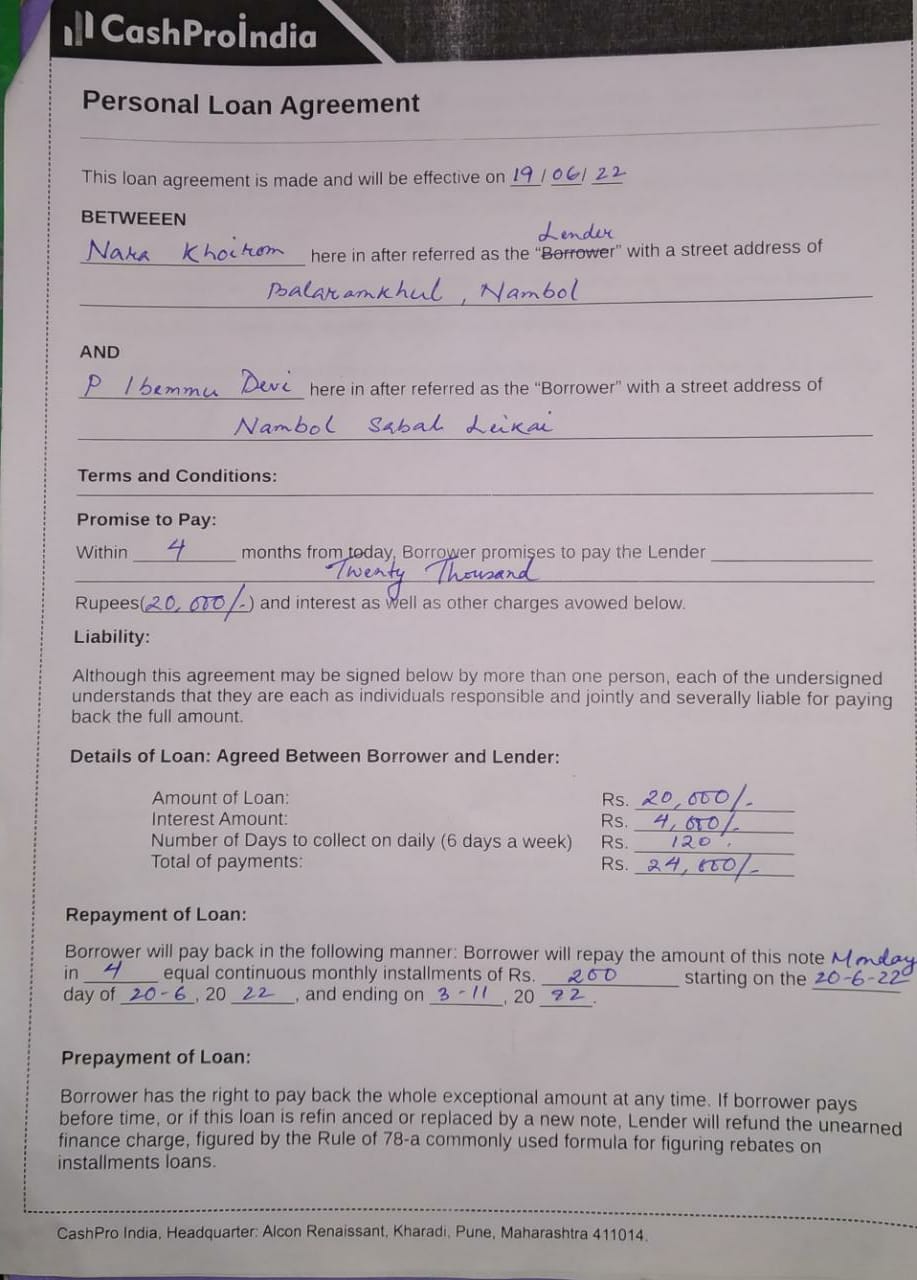 CashProindia
Personal Loan Agreement
This loan agreement is made and will be effective on 19/06/22
BETWEEEN
Lender
Nara Khoirom here in after referred as the “Borrower” with a street address of
Balaramkhul, Nambol
AND
P Ibemmu Devi here in after referred as the “Borrower” with a street address of
Nambol Sabal Leikai
Terms and Conditions:
Promise to Pay:
Within 4 months from today, Borrower promises to pay the Lender
Twenty Thousand
Rupees(20,000/-) and interest as well as other charges avowed below.
Liability:
Although this agreement may be signed below by more than one person, each of the undersigned
understands that they are each as individuals responsible and jointly and severally liable for paying
back the full amount.
Details of Loan: Agreed Between Borrower and Lender:
Amount of Loan: Rs. 20,000/-
Interest Amount: Rs. 4,000/-
Number of Days to collect on daily (6 days a week) Rs. 120
Total of payments: Rs. 24,000/-
Repayment of Loan:
Borrower will pay back in the following manner: Borrower will repay the amount of this note Monday
in 4 equal continuous monthly installments of Rs. 200 starting on the 20-6-22
day of 20-6, 20 22, and ending on 3-11, 20 22.
Prepayment of Loan:
Borrower has the right to pay back the whole exceptional amount at any time. If borrower pays
before time, or if this loan is refin anced or replaced by a new note, Lender will refund the unearned
finance charge, figured by the Rule of 78-a commonly used formula for figuring rebates on
installments loans.
CashPro India, Headquarter: Alcon Renaissant, Kharadi, Pune, Maharashtra 411014.